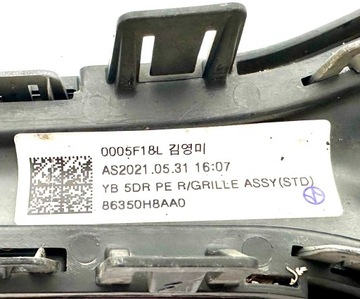 0005F18L 김영미
AS2021.05.31 16:07
YB 5DR PE R/GRILLE ASSY(STD)
86350H8AA0